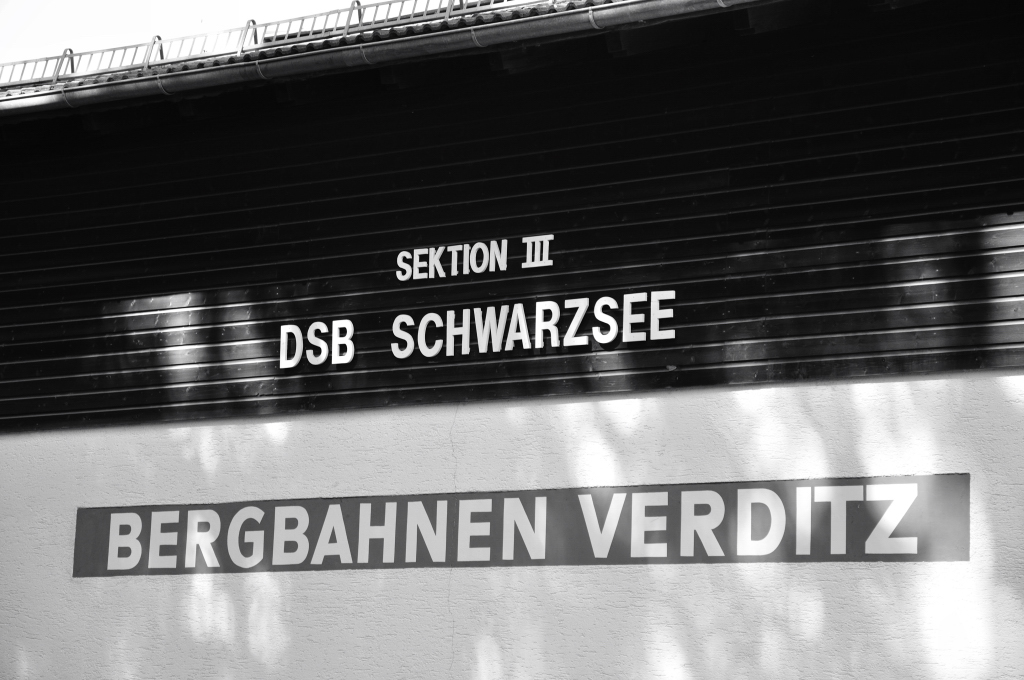 SEKTION III
DSB SCHWARZSEE
BERGBAHNEN VERDITZ